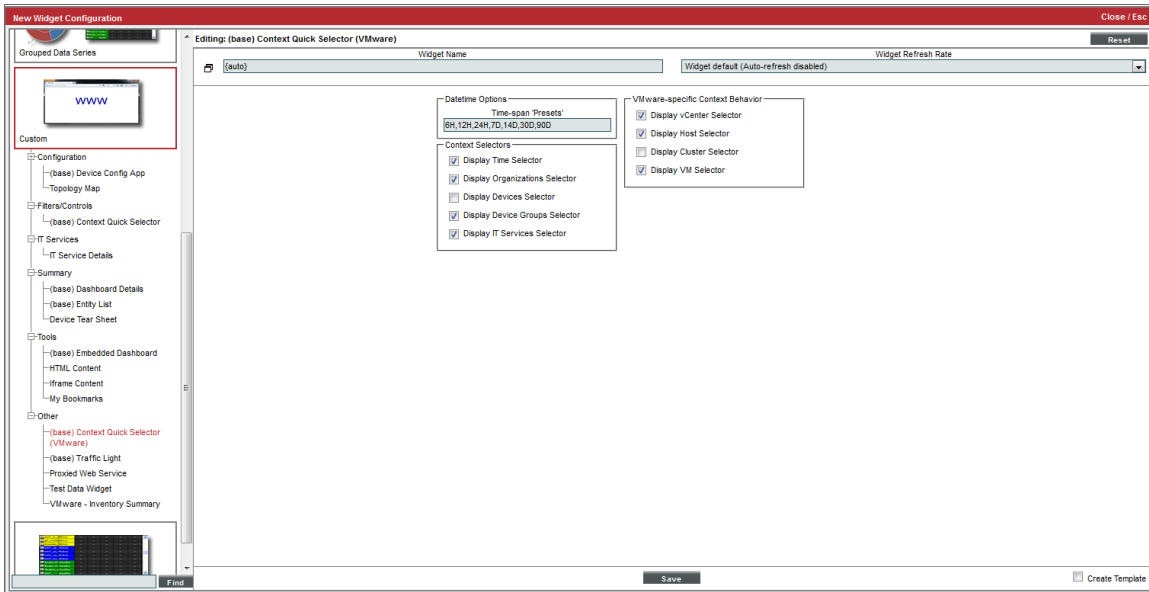 New Widget Configuration
Close / Esc
Grouped Data Series
www
Custom
Configuration
(base) Device Config App
Topology Map
Filters/Controls
(base) Context Quick Selector
IT Services
IT Service Details
Summary
(base) Dashboard Details
(base) Entity List
Device Tear Sheet
Tools
(base) Embedded Dashboard
HTML Content
Iframe Content
My Bookmarks
Other
(base) Context Quick Selector
(VMware)
(base) Traffic Light
Proxied Web Service
Test Data Widget
VMware - Inventory Summary
Find
Editing: (base) Context Quick Selector (VMware)
Reset
Widget Name
Widget Refresh Rate
{auto}
Widget default (Auto-refresh disabled)
Datetime Options
Time-span 'Presets'
6H,12H,24H,7D,14D,30D,90D
Context Selectors
Display Time Selector
Display Organizations Selector
Display Devices Selector
Display Device Groups Selector
Display IT Services Selector
VMware-specific Context Behavior
Display vCenter Selector
Display Host Selector
Display Cluster Selector
Display VM Selector
Save
Create Template